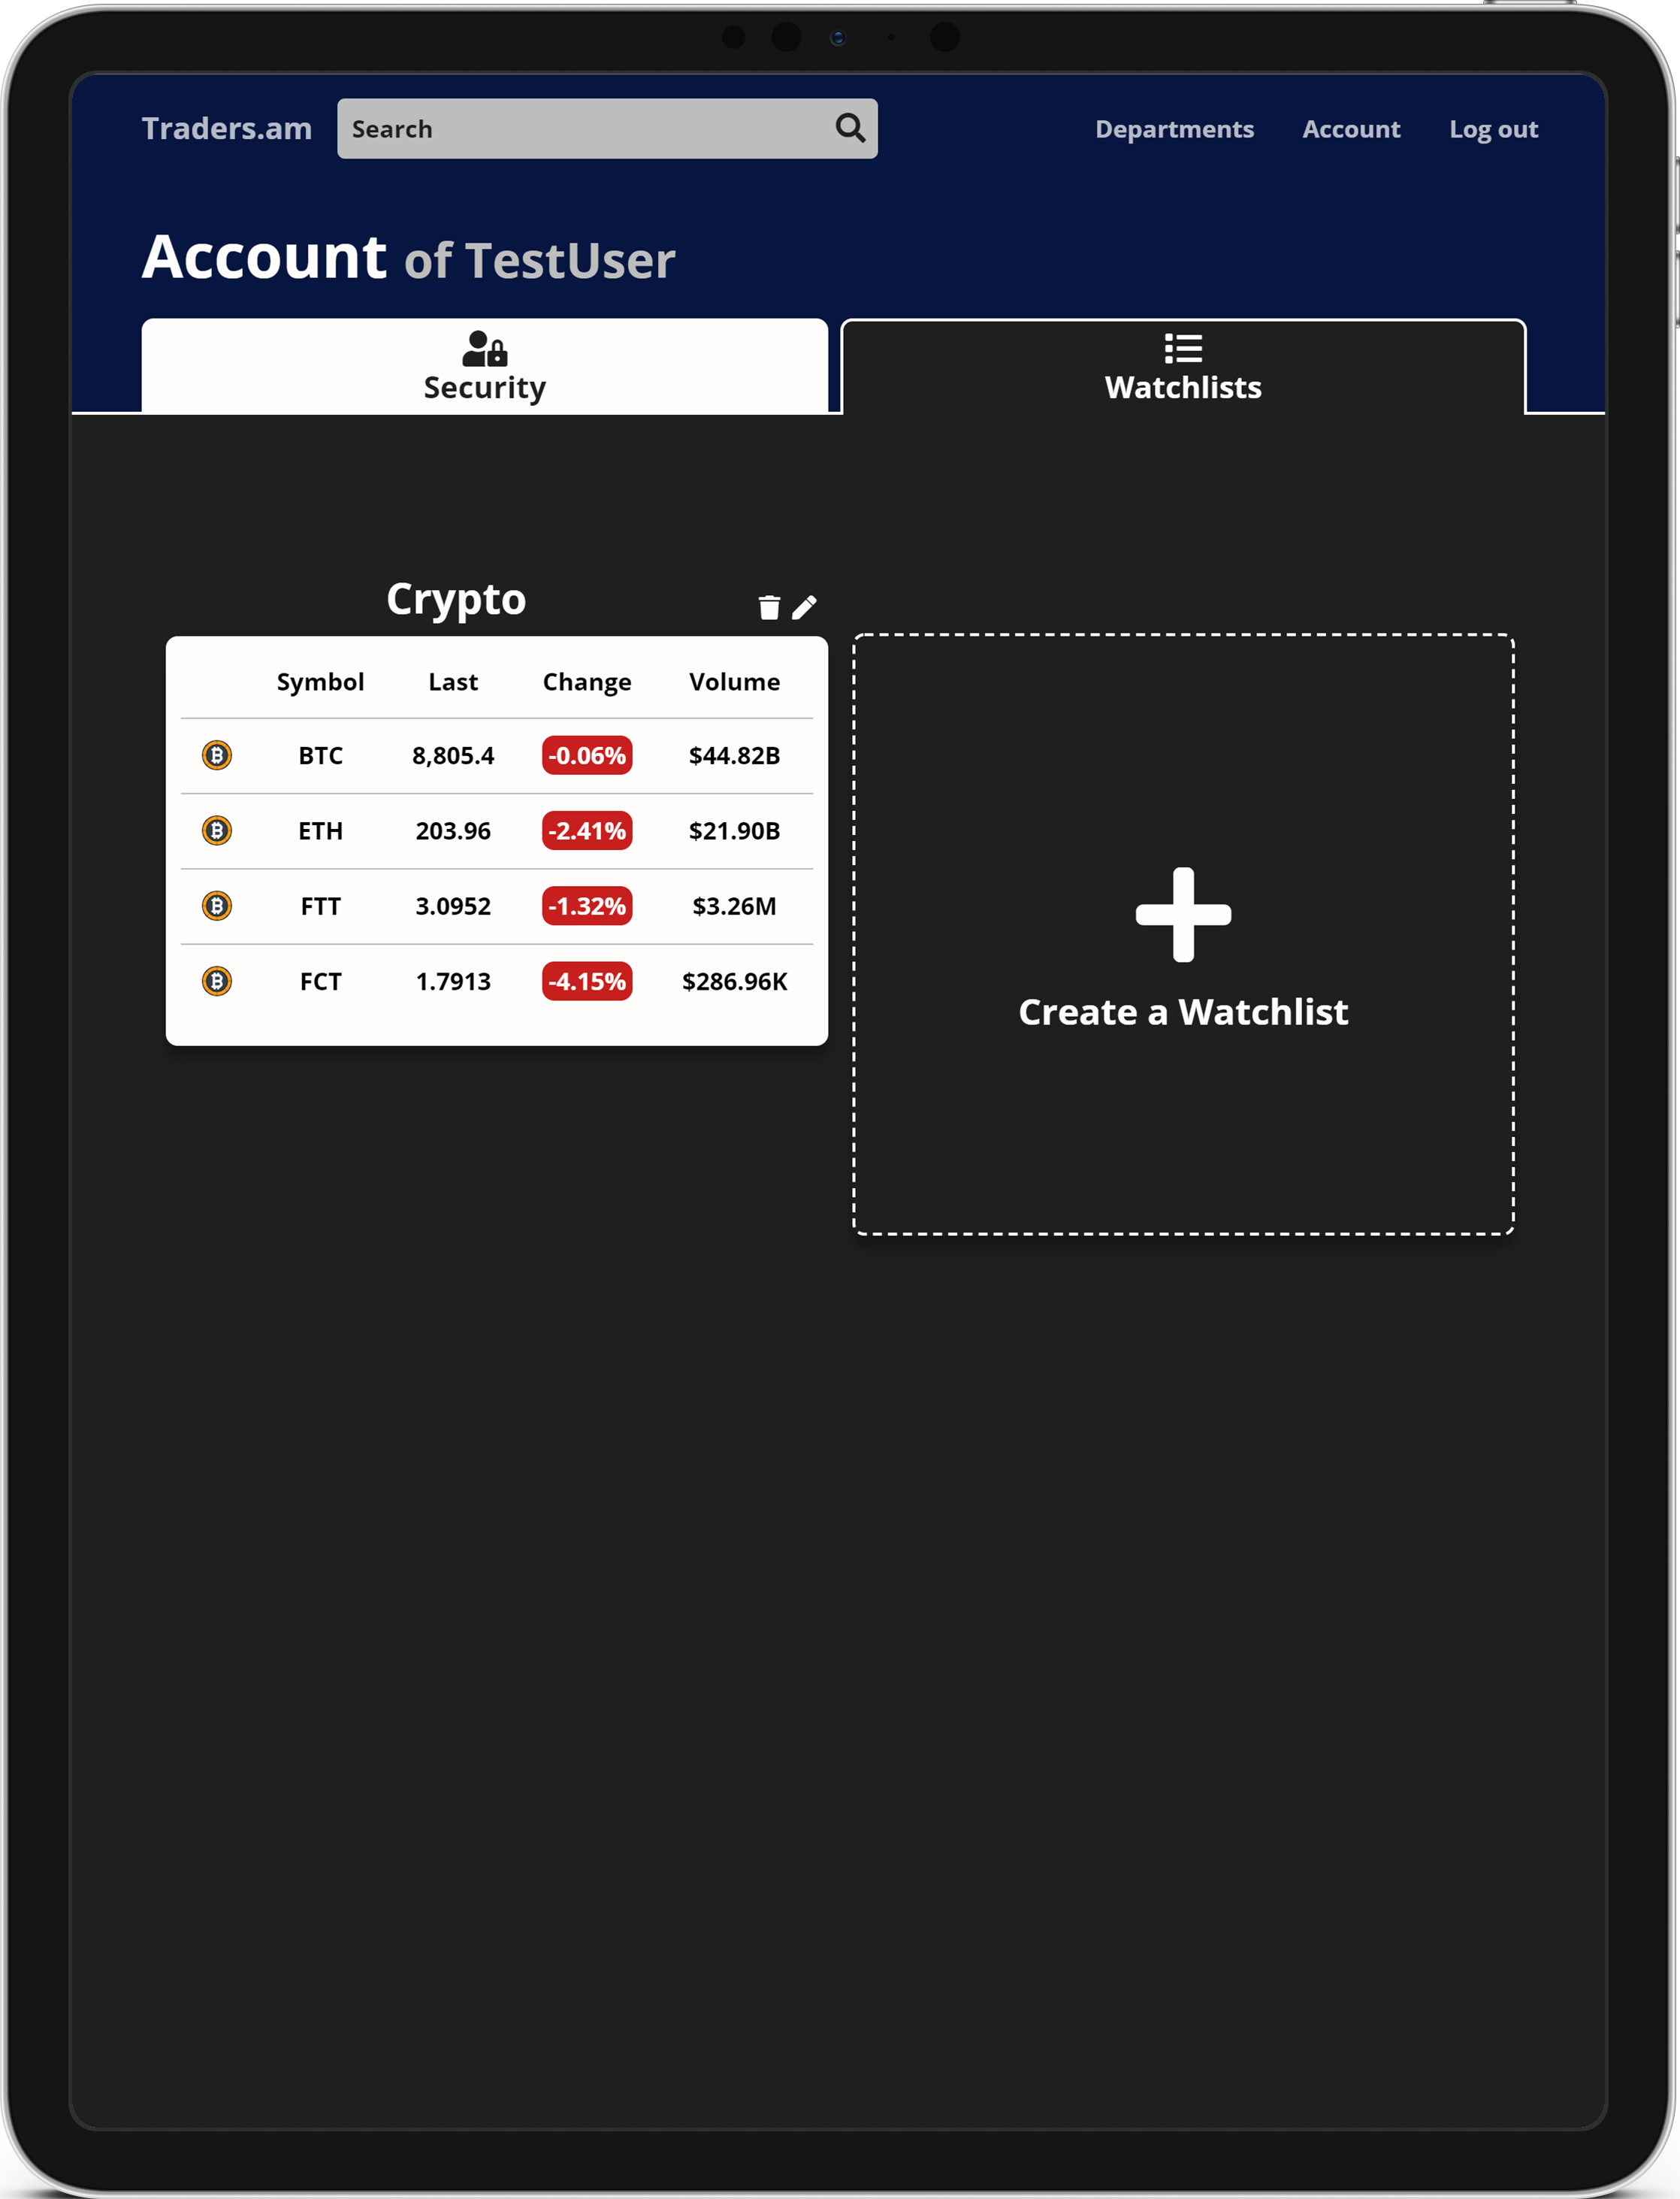 Traders.am Search Departments Account Log out
Account of TestUser
Security Watchlists
Crypto
Symbol Last Change Volume
BTC 8,805.4 -0.06% $44.82B
ETH 203.96 -2.41% $21.90B
FTT 3.0952 -1.32% $3.26M
FCT 1.7913 -4.15% $286.96K
Create a Watchlist